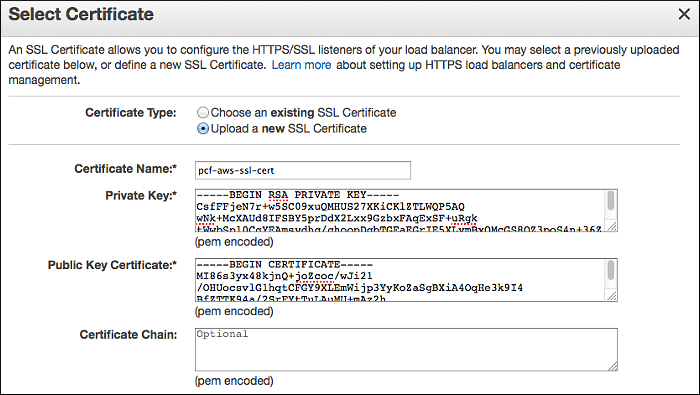 Select Certificate
An SSL Certificate allows you to configure the HTTPS/SSL listeners of your load balancer. You may select a previously uploaded
certificate below, or define a new SSL Certificate. Learn more about setting up HTTPS load balancers and certificate
management.
Certificate Type:
Choose an existing SSL Certificate
Upload a new SSL Certificate
Certificate Name:*
pcf-aws-ssl-cert
Private Key:*
-----BEGIN RSA PRIVATE KEY-----
CsfFFjeN7r+w5SC09xuQMHUS27XKiCKlZTLWQP5AQ
wNk+McXAUd8IFSBY5prDdX2Lxx9GzbxFAqExSF+uRgk
(pem encoded)
Public Key Certificate:*
-----BEGIN CERTIFICATE-----
MI86s3yx48kjnQ+joZcoc/wJi21
/OHUocsvlGlhqtCFGY9XLEmWijp3YyKoZaSgBXiA4OqHe3k9I4
(pem encoded)
Certificate Chain:
Optional
(pem encoded)